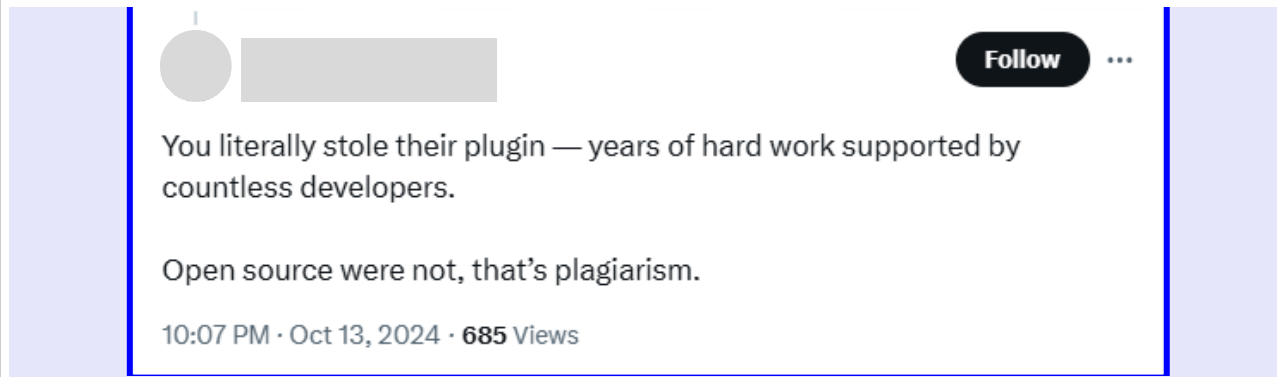 Follow
You literally stole their plugin — years of hard work supported by
countless developers.
Open source were not, that’s plagiarism.
10:07 PM · Oct 13, 2024 · 685 Views